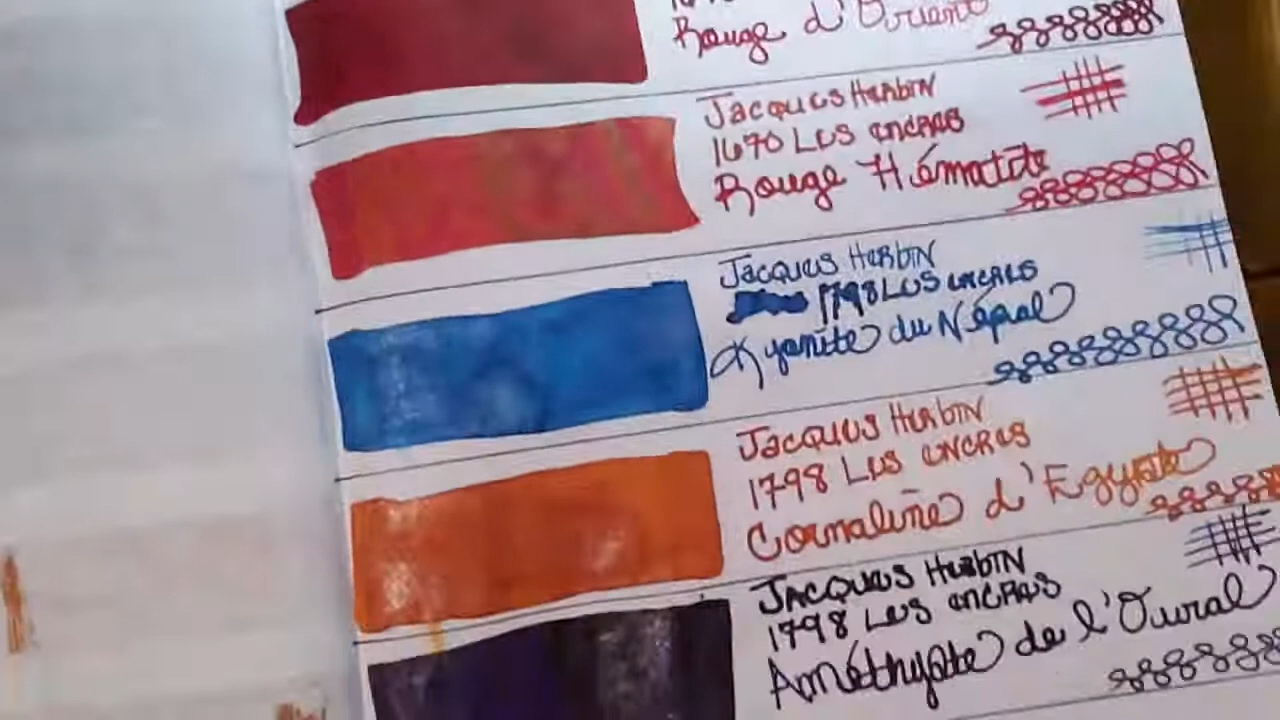 Rouge d'Orient
Jacques Herbin
1670 Les encres
Rouge Hématite
Jacques Herbin
1798 Les encres
Kyanite du Népal
Jacques Herbin
1798 Les encres
Cornaline d'Egypte
Jacques Herbin
1798 Les encres
Améthyste de l'Oural